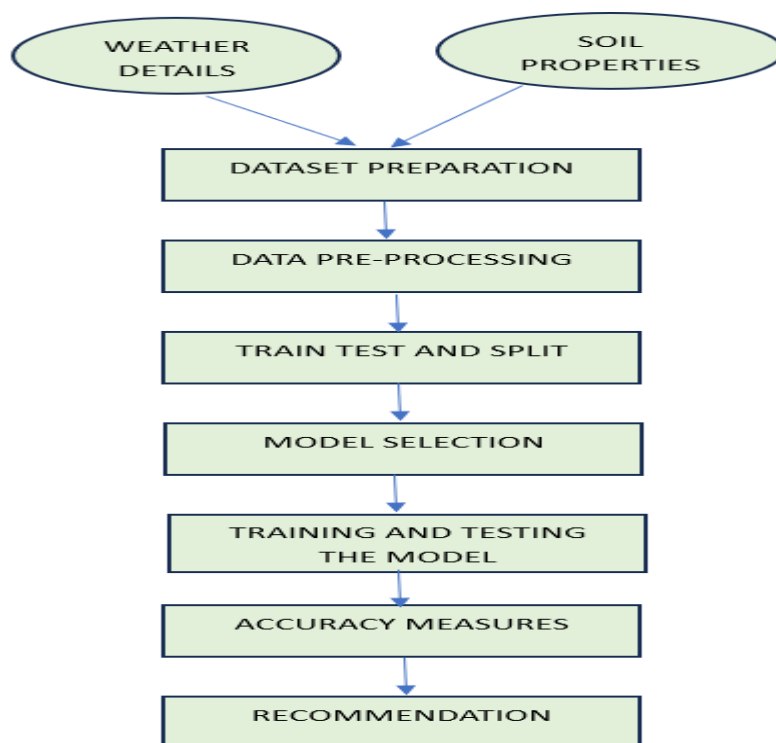 WEATHER
DETAILS
SOIL
PROPERTIES
DATASET PREPARATION
DATA PRE-PROCESSING
TRAIN TEST AND SPLIT
MODEL SELECTION
TRAINING AND TESTING
THE MODEL
ACCURACY MEASURES
RECOMMENDATION